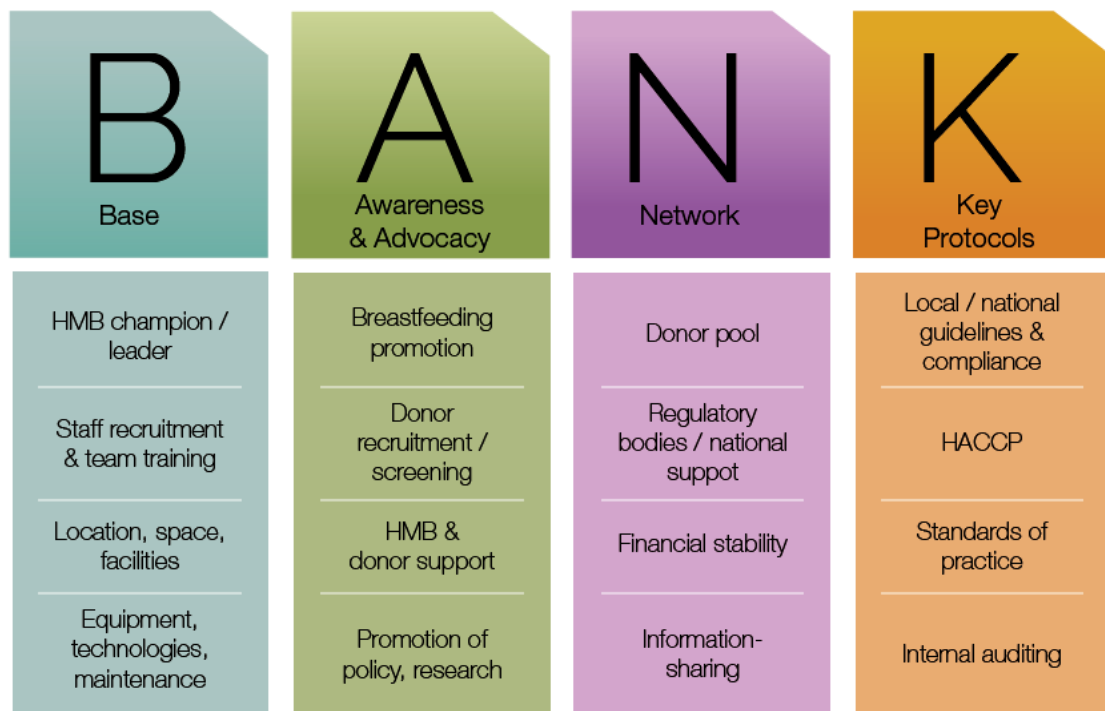 B
Base
HMB champion /
leader
Staff recruitment
& team training
Location, space,
facilities
Equipment,
technologies,
maintenance
A
Awareness
& Advocacy
Breastfeeding
promotion
Donor
recruitment /
screening
HMB &
donor support
Promotion of
policy, research
N
Network
Donor pool
Regulatory
bodies / national
suppot
Financial stability
Information-
sharing
K
Key
Protocols
Local / national
guidelines &
compliance
HACCP
Standards of
practice
Internal auditing